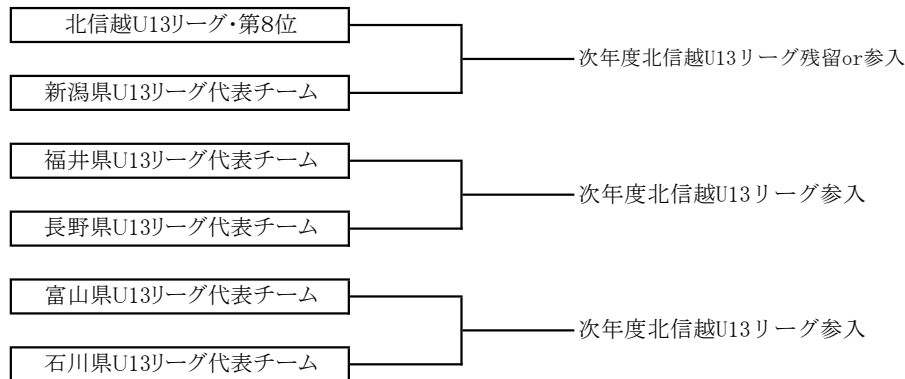 北信越U13リーグ・第8位
次年度北信越U13リーグ残留or参入
新潟県U13リーグ代表チーム
福井県U13リーグ代表チーム
次年度北信越U13リーグ参入
長野県U13リーグ代表チーム
富山県U13リーグ代表チーム
次年度北信越U13リーグ参入
石川県U13リーグ代表チーム